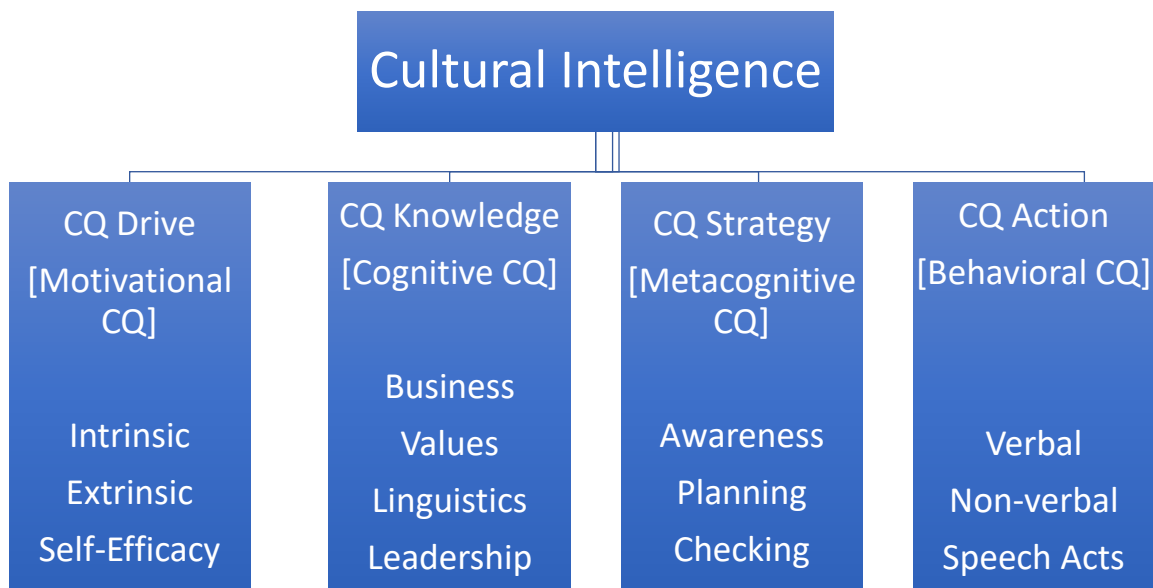 Cultural Intelligence
CQ Drive
[Motivational
CQ]
Intrinsic
Extrinsic
Self-Efficacy
CQ Knowledge
[Cognitive CQ]
Business
Values
Linguistics
Leadership
CQ Strategy
[Metacognitive
CQ]
Awareness
Planning
Checking
CQ Action
[Behavioral CQ]
Verbal
Non-verbal
Speech Acts